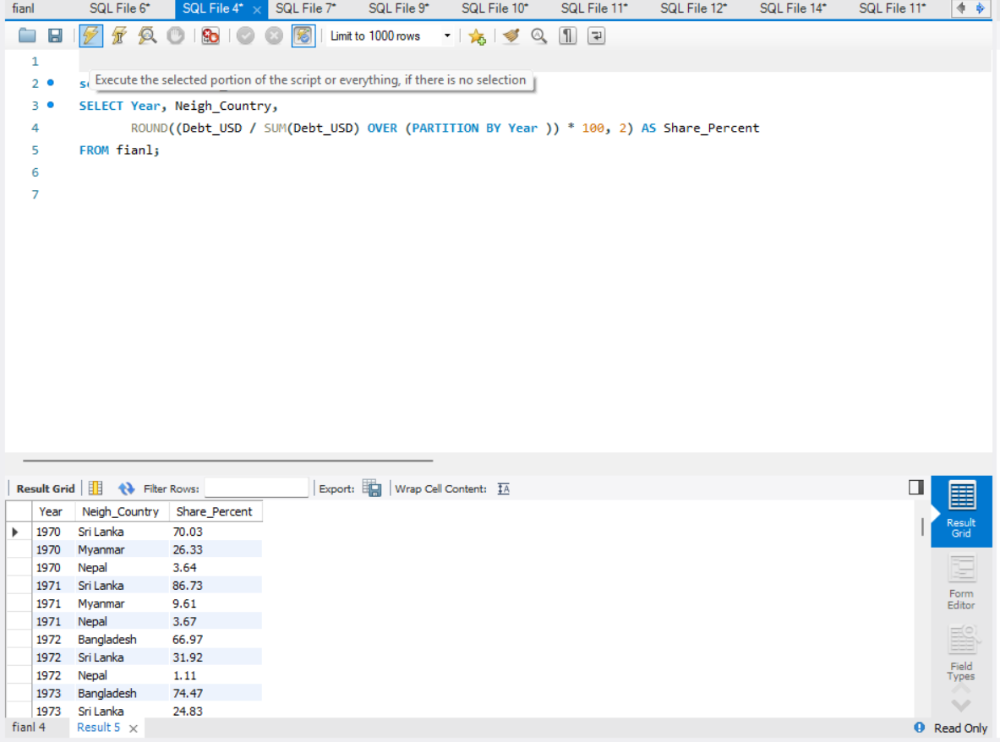 fianl SQL File 6* SQL File 4* SQL File 7* SQL File 9* SQL File 10* SQL File 11* SQL File 12* SQL File 14* SQL File 11*
Limit to 1000 rows
1
2
Execute the selected portion of the script or everything, if there is no selection
3 SELECT Year, Neigh_Country,
4 ROUND((Debt_USD / SUM(Debt_USD) OVER (PARTITION BY Year )) * 100, 2) AS Share_Percent
5 FROM fianl;
6
7
Result Grid Filter Rows: Export: Wrap Cell Content:
Year Neigh_Country Share_Percent
1970 Sri Lanka 70.03
1970 Myanmar 26.33
1970 Nepal 3.64
1971 Sri Lanka 86.73
1971 Myanmar 9.61
1971 Nepal 3.67
1972 Bangladesh 66.97
1972 Sri Lanka 31.92
1972 Nepal 1.11
1973 Bangladesh 74.47
1973 Sri Lanka 24.83
Result
Grid
Form
Editor
Field
Types
fianl 4 Result 5 Read Only